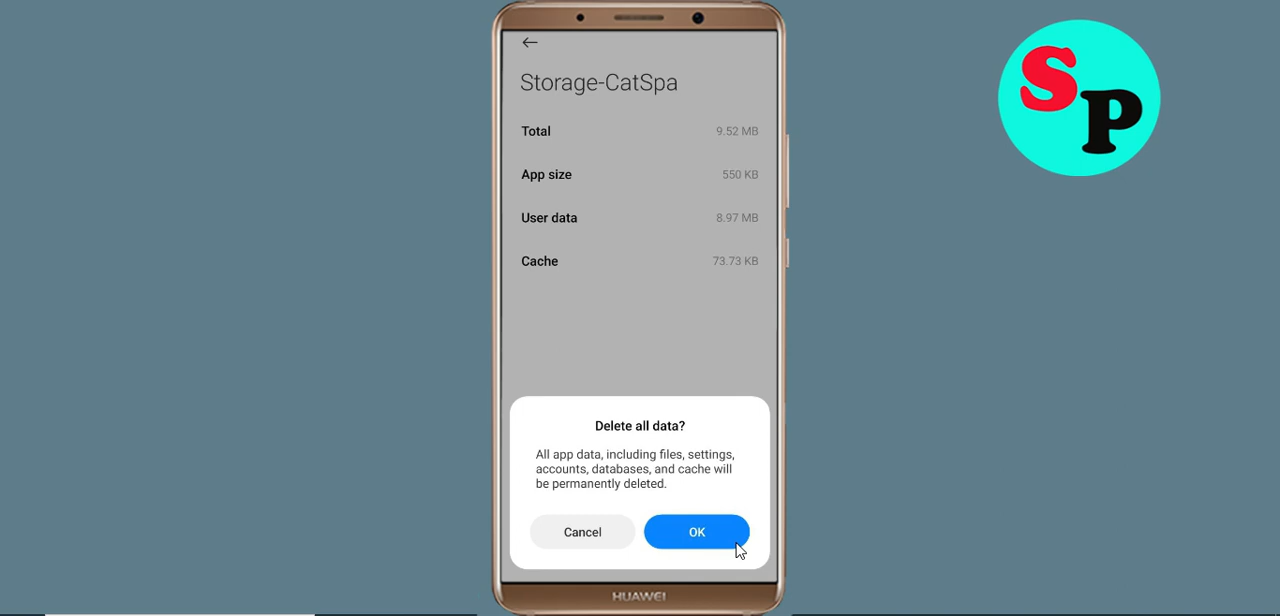 Storage-CatSpa
Total 9.52 MB
App size 550 KB
User data 8.97 MB
Cache 73.73 KB
Delete all data?
All app data, including files, settings,
accounts, databases, and cache will
be permanently deleted.
Cancel OK
HUAWEI
SP